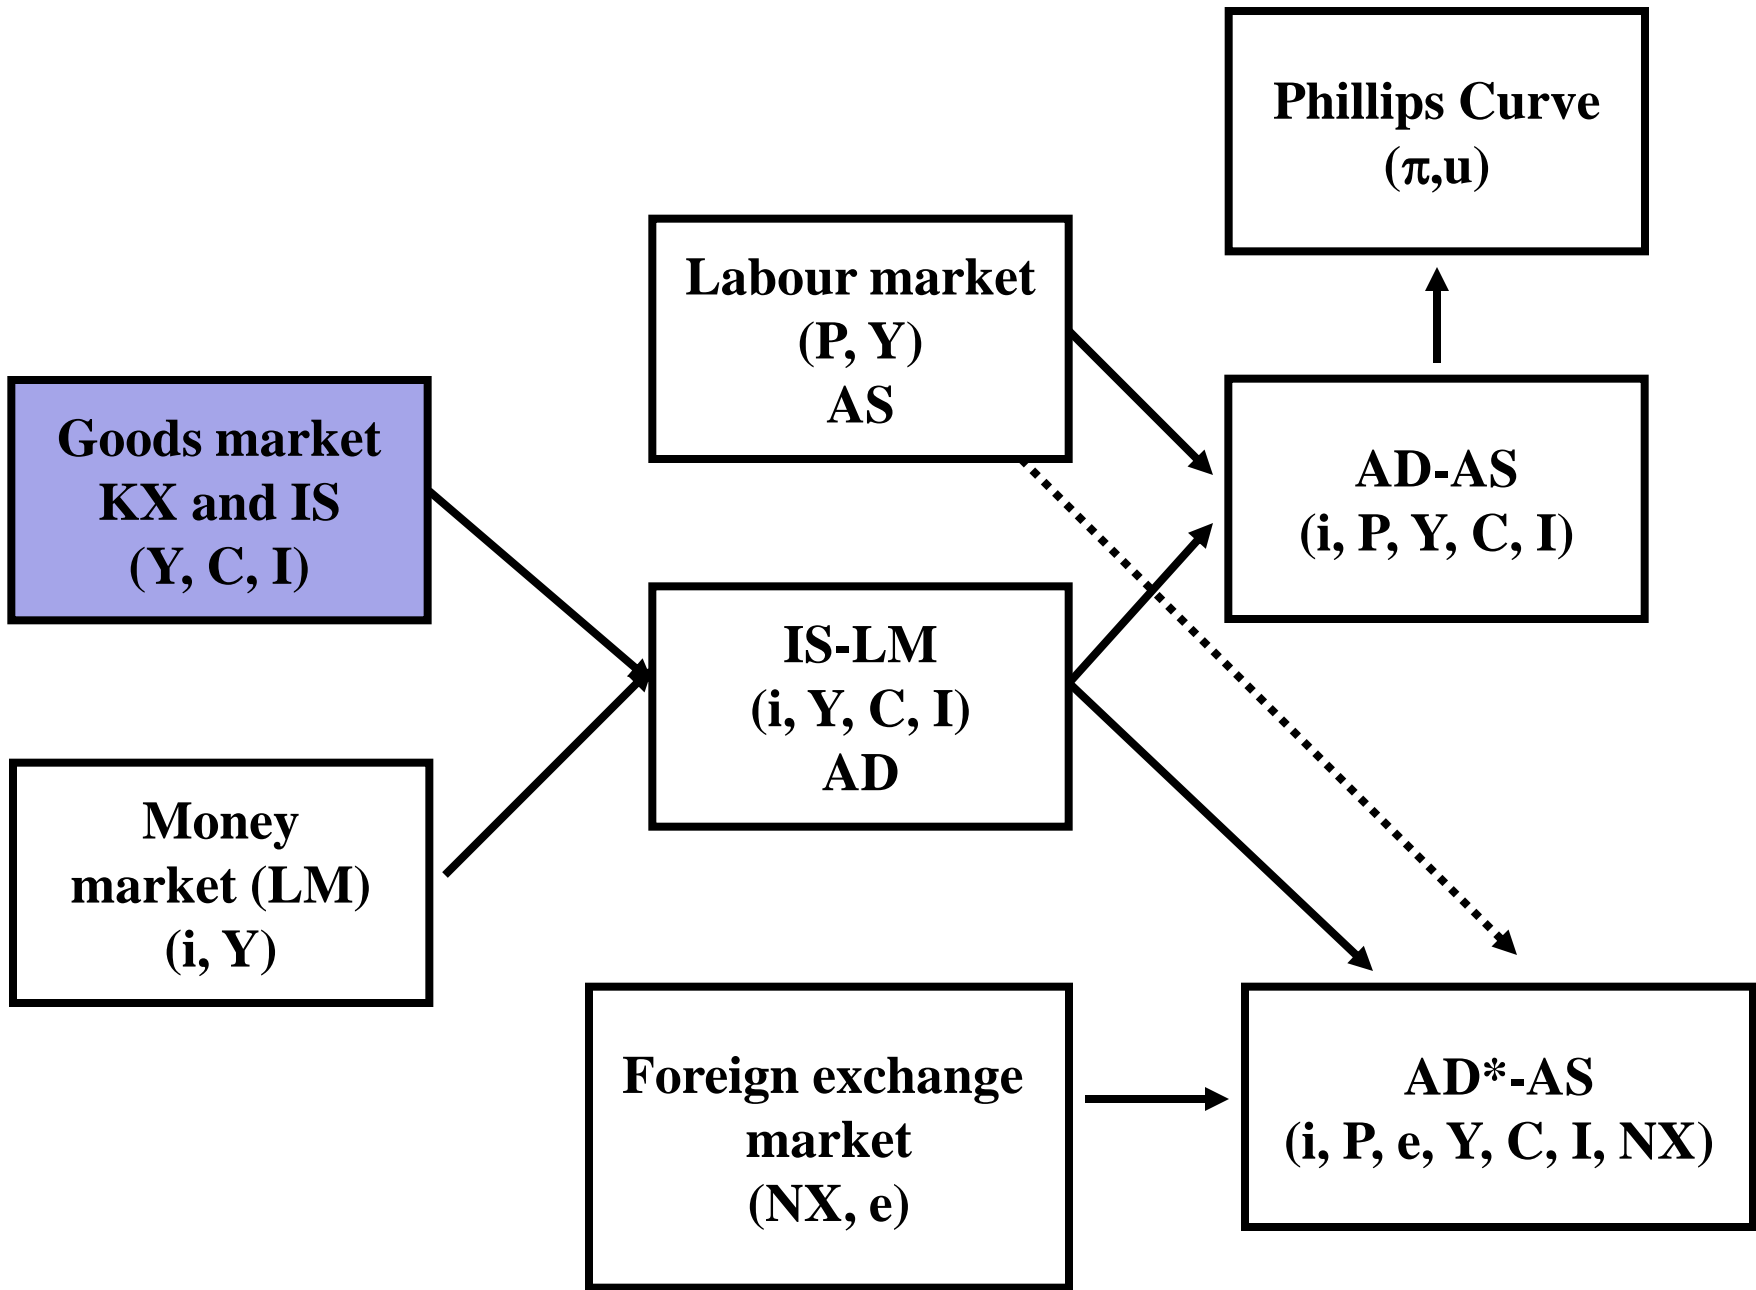 Phillips Curve
(π,u)
Labour market
(P, Y)
AS
Goods market
KX and IS
(Y, C, I)
AD-AS
(i, P, Y, C, I)
IS-LM
(i, Y, C, I)
AD
Money
market (LM)
(i, Y)
Foreign exchange
market
(NX, e)
AD*-AS
(i, P, e, Y, C, I, NX)